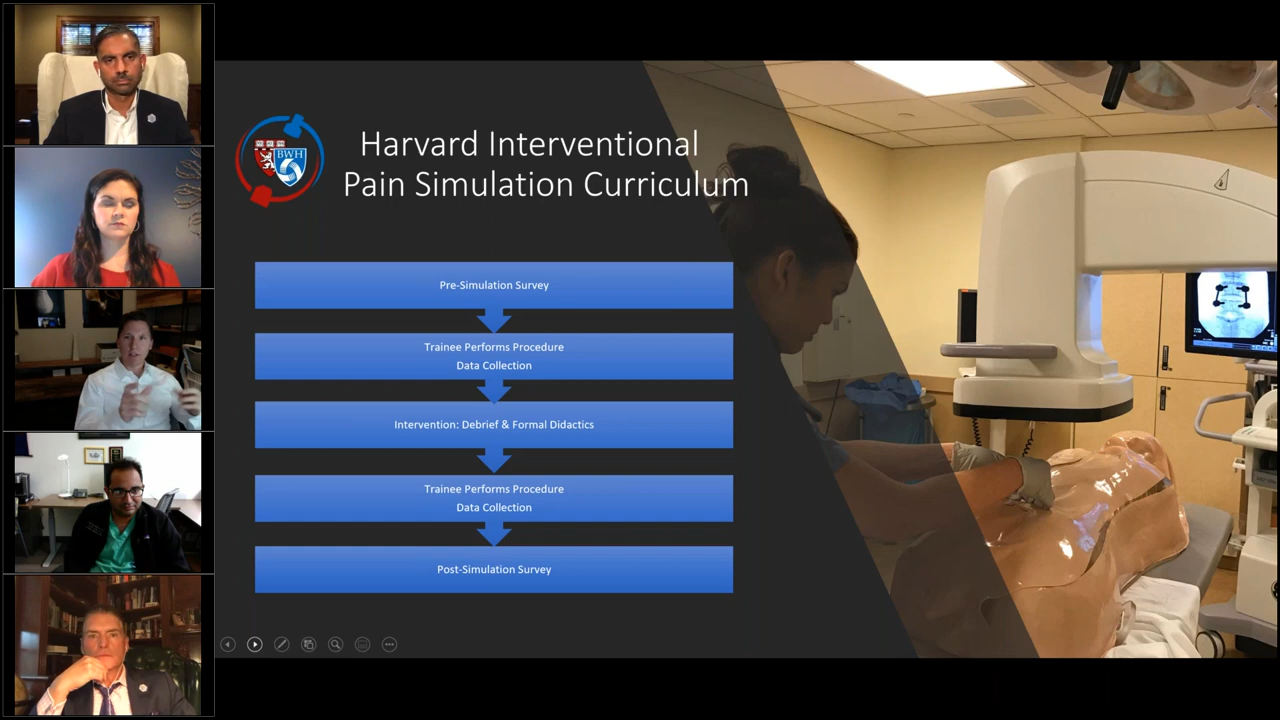 Harvard Interventional
Pain Simulation Curriculum
BWH
Pre-Simulation Survey
Trainee Performs Procedure
Data Collection
Intervention: Debrief & Formal Didactics
Trainee Performs Procedure
Data Collection
Post-Simulation Survey